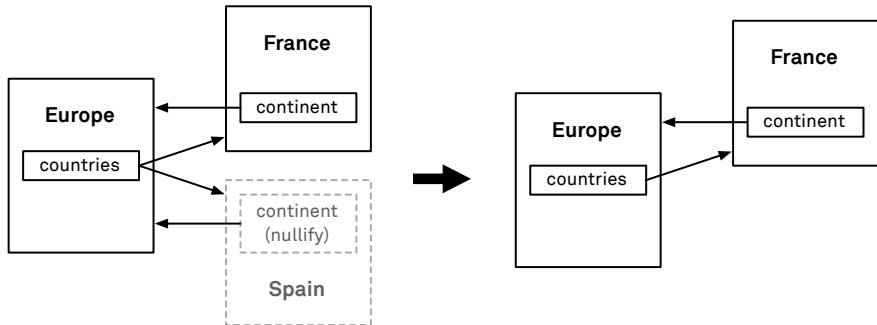 France
continent
Europe
countries
continent
(nullify)
Spain
France
continent
Europe
countries